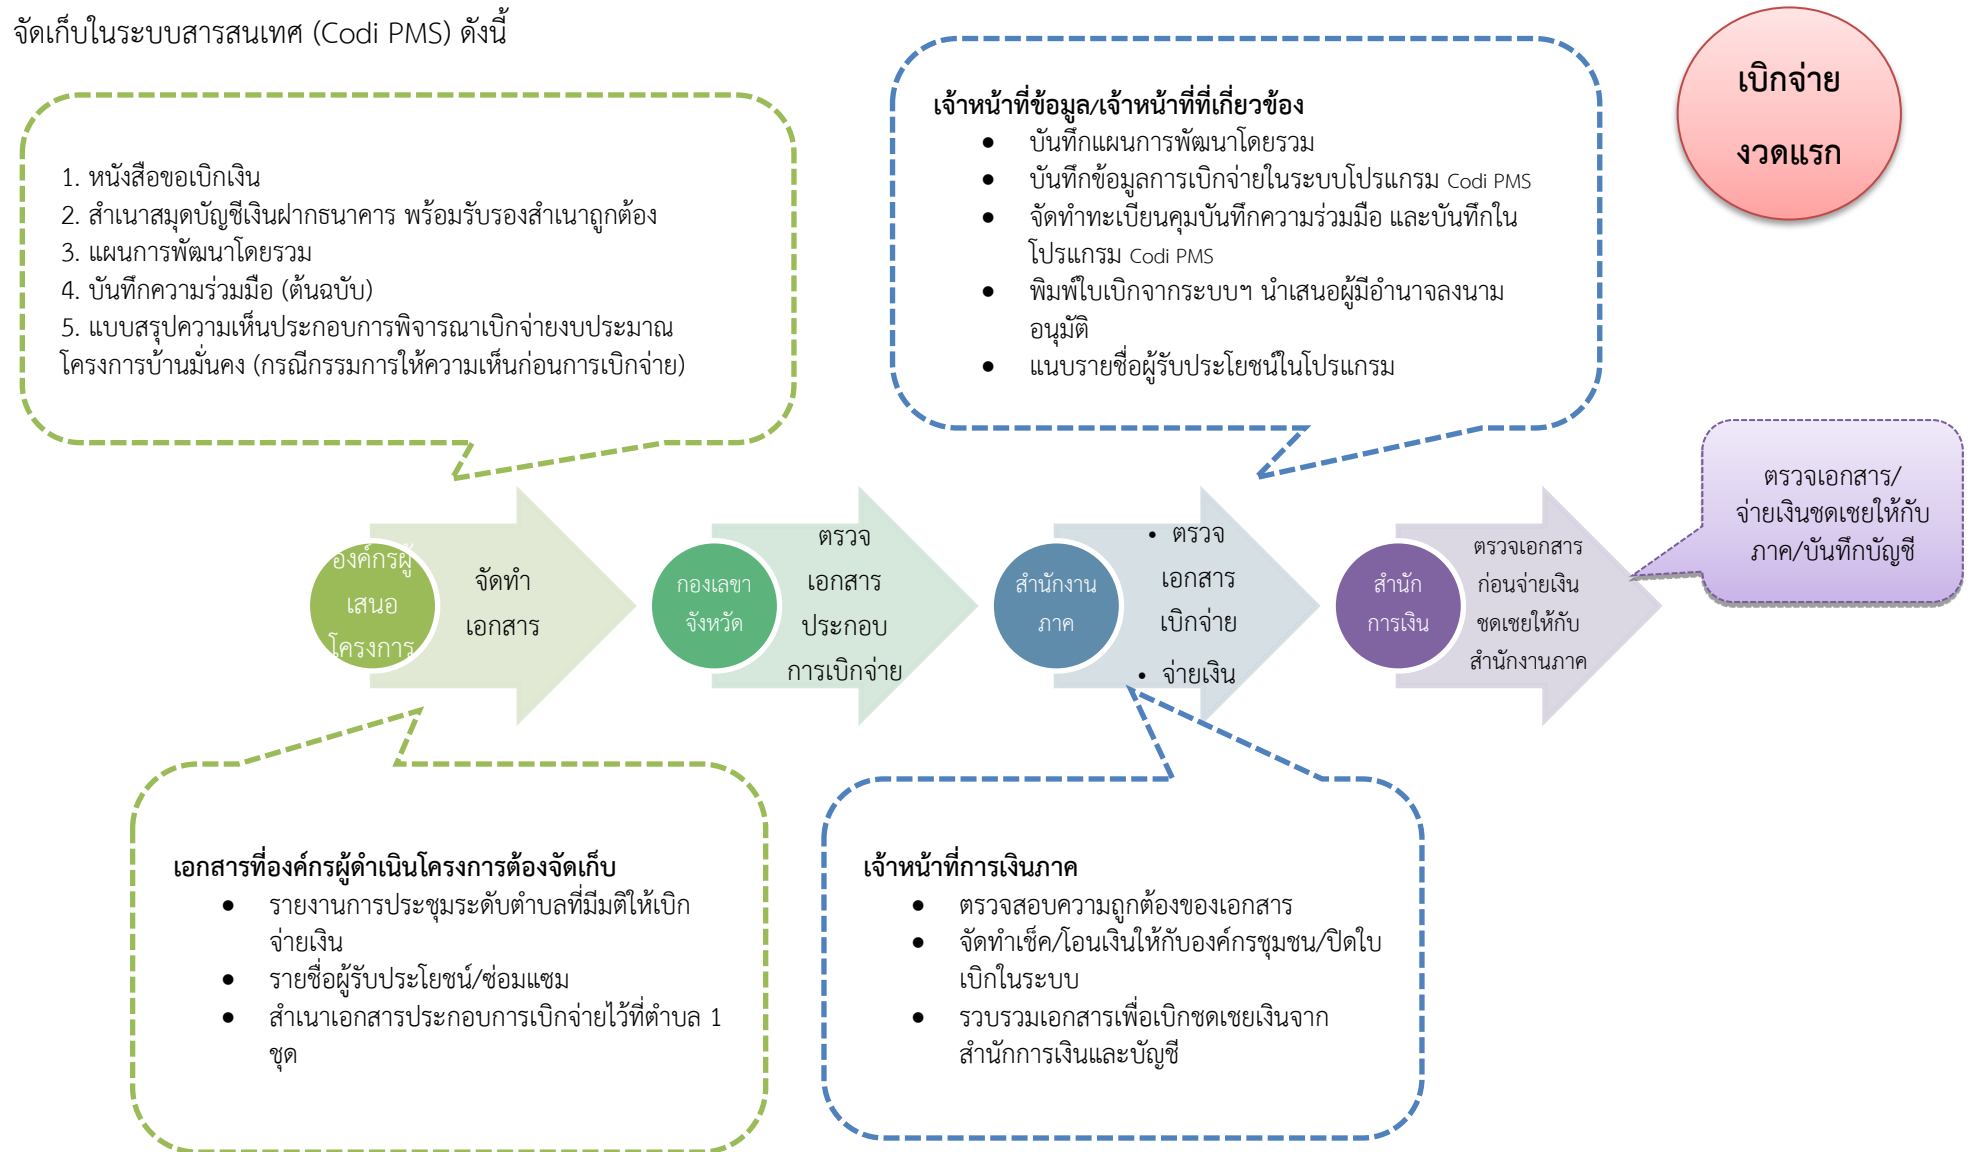 จัดเก็บในระบบสารสนเทศ (Codi PMS) ดังนี้
เบิกจ่าย
งวดแรก
1. หนังสือขอเบิกเงิน
2. สำเนาสมุดบัญชีเงินฝากธนาคาร พร้อมรับรองสำเนาถูกต้อง
3. แผนการพัฒนาโดยรวม
4. บันทึกความร่วมมือ (ต้นฉบับ)
5. แบบสรุปความเห็นประกอบการพิจารณาเบิกจ่ายงบประมาณ
โครงการบ้านมั่นคง (กรณีกรรมการให้ความเห็นก่อนการเบิกจ่าย)
เจ้าหน้าที่ข้อมูล/เจ้าหน้าที่ที่เกี่ยวข้อง
• บันทึกแผนการพัฒนาโดยรวม
• บันทึกข้อมูลการเบิกจ่ายในระบบโปรแกรม Codi PMS
• จัดทำทะเบียนคุมบันทึกความร่วมมือ และบันทึกใน
โปรแกรม Codi PMS
• พิมพ์ใบเบิกจากระบบฯ นำเสนอผู้มีอำนาจลงนาม
อนุมัติ
• แนบรายชื่อผู้รับประโยชน์ในโปรแกรม
ตรวจเอกสาร/
จ่ายเงินชดเชยให้กับ
ภาค/บันทึกบัญชี
องค์กรผู้
เสนอ
โครงการ
จัดทำ
เอกสาร
กองเลขา
จังหวัด
ตรวจ
เอกสาร
ประกอบ
การเบิกจ่าย
สำนักงาน
ภาค
• ตรวจ
เอกสาร
เบิกจ่าย
• จ่ายเงิน
สำนัก
การเงิน
ตรวจเอกสาร
ก่อนจ่ายเงิน
ชดเชยให้กับ
สำนักงานภาค
เอกสารที่องค์กรผู้ดำเนินโครงการต้องจัดเก็บ
• รายงานการประชุมระดับตำบลที่มีมติให้เบิก
จ่ายเงิน
• รายชื่อผู้รับประโยชน์/ซ่อมแซม
• สำเนาเอกสารประกอบการเบิกจ่ายไว้ที่ตำบล 1
ชุด
เจ้าหน้าที่การเงินภาค
• ตรวจสอบความถูกต้องของเอกสาร
• จัดทำเช็ค/โอนเงินให้กับองค์กรชุมชน/ปิดใบ
เบิกในระบบ
• รวบรวมเอกสารเพื่อเบิกชดเชยเงินจาก
สำนักการเงินและบัญชี